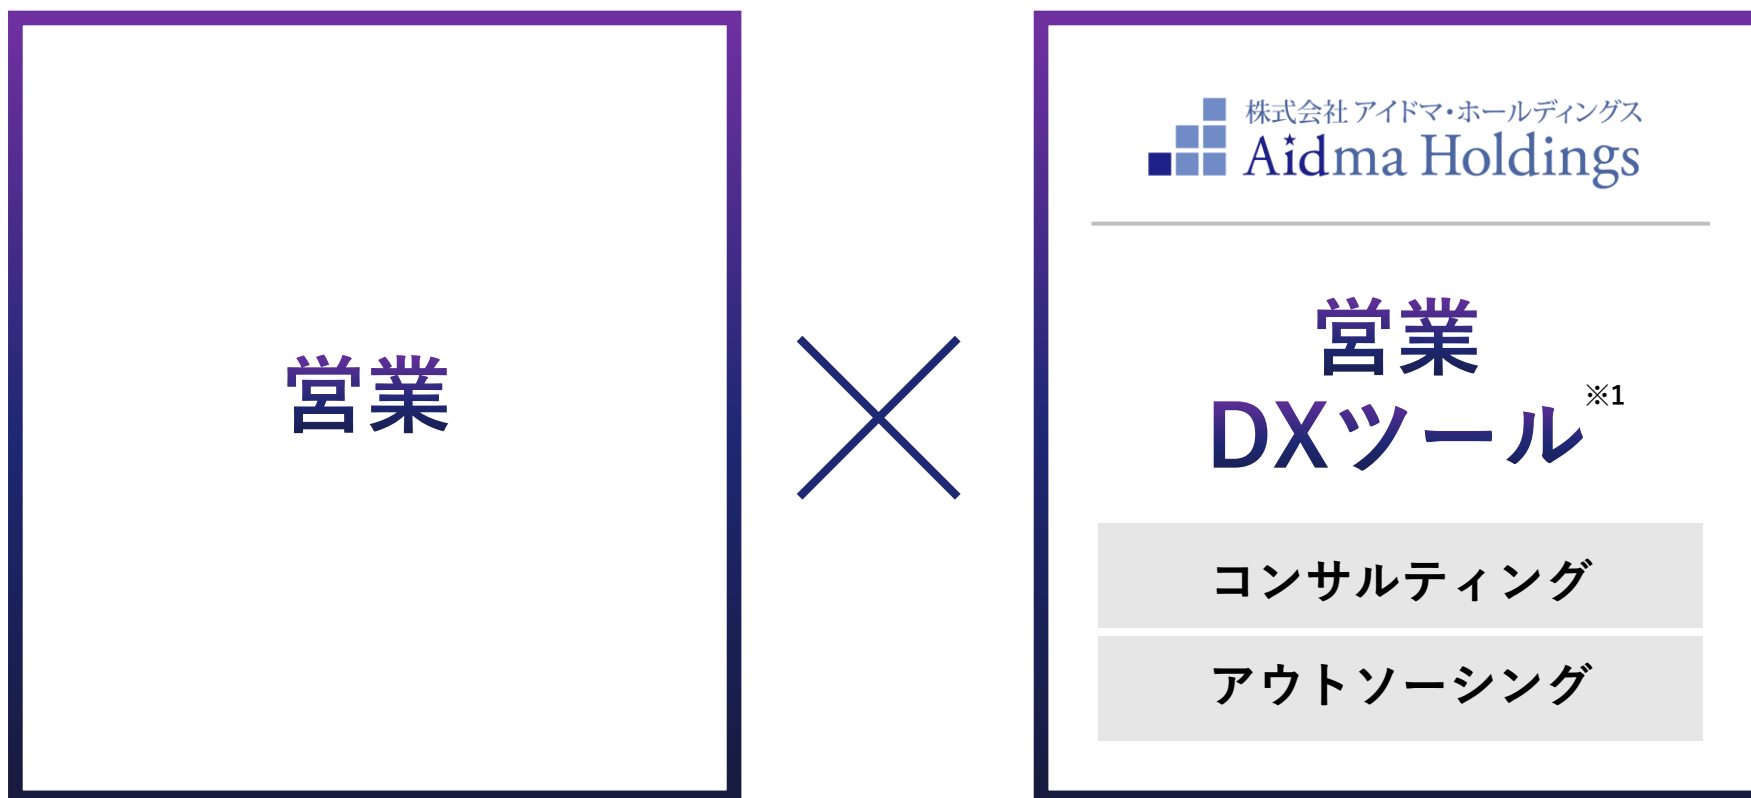 営業
株式会社 アイドマ・ホールディングス
Aidma Holdings
営業
DXツール※1
コンサルティング
アウトソーシング